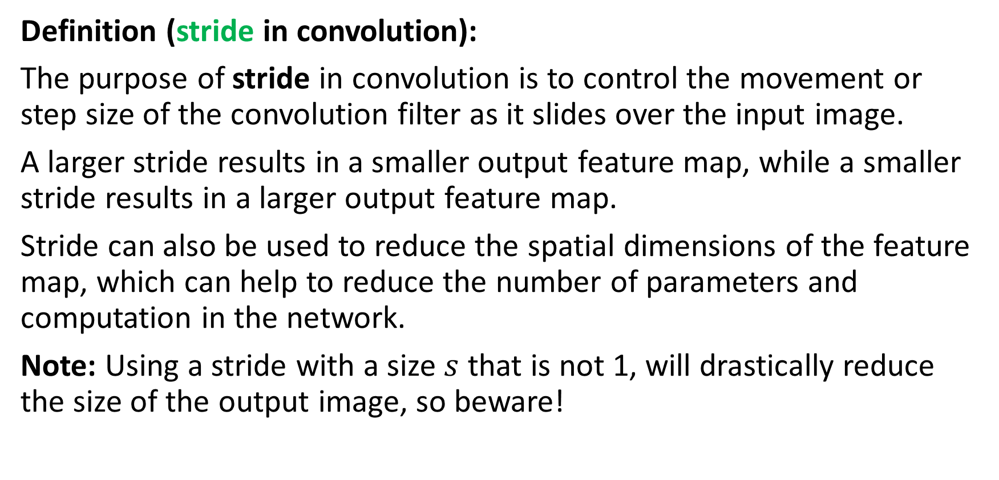 Definition (stride in convolution):
The purpose of stride in convolution is to control the movement or
step size of the convolution filter as it slides over the input image.
A larger stride results in a smaller output feature map, while a smaller
stride results in a larger output feature map.
Stride can also be used to reduce the spatial dimensions of the feature
map, which can help to reduce the number of parameters and
computation in the network.
Note: Using a stride with a size s that is not 1, will drastically reduce
the size of the output image, so beware!